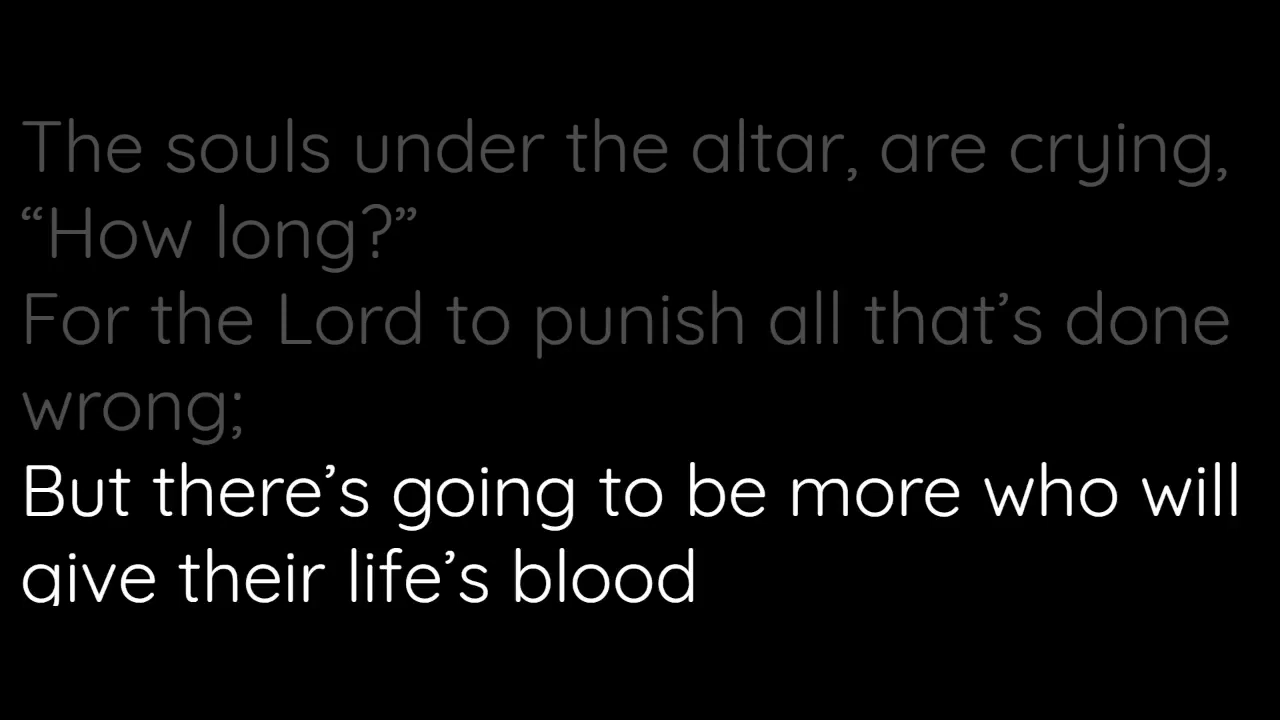 The souls under the altar, are crying,
“How long?”
For the Lord to punish all that’s done
wrong;
But there’s going to be more who will
give their life’s blood